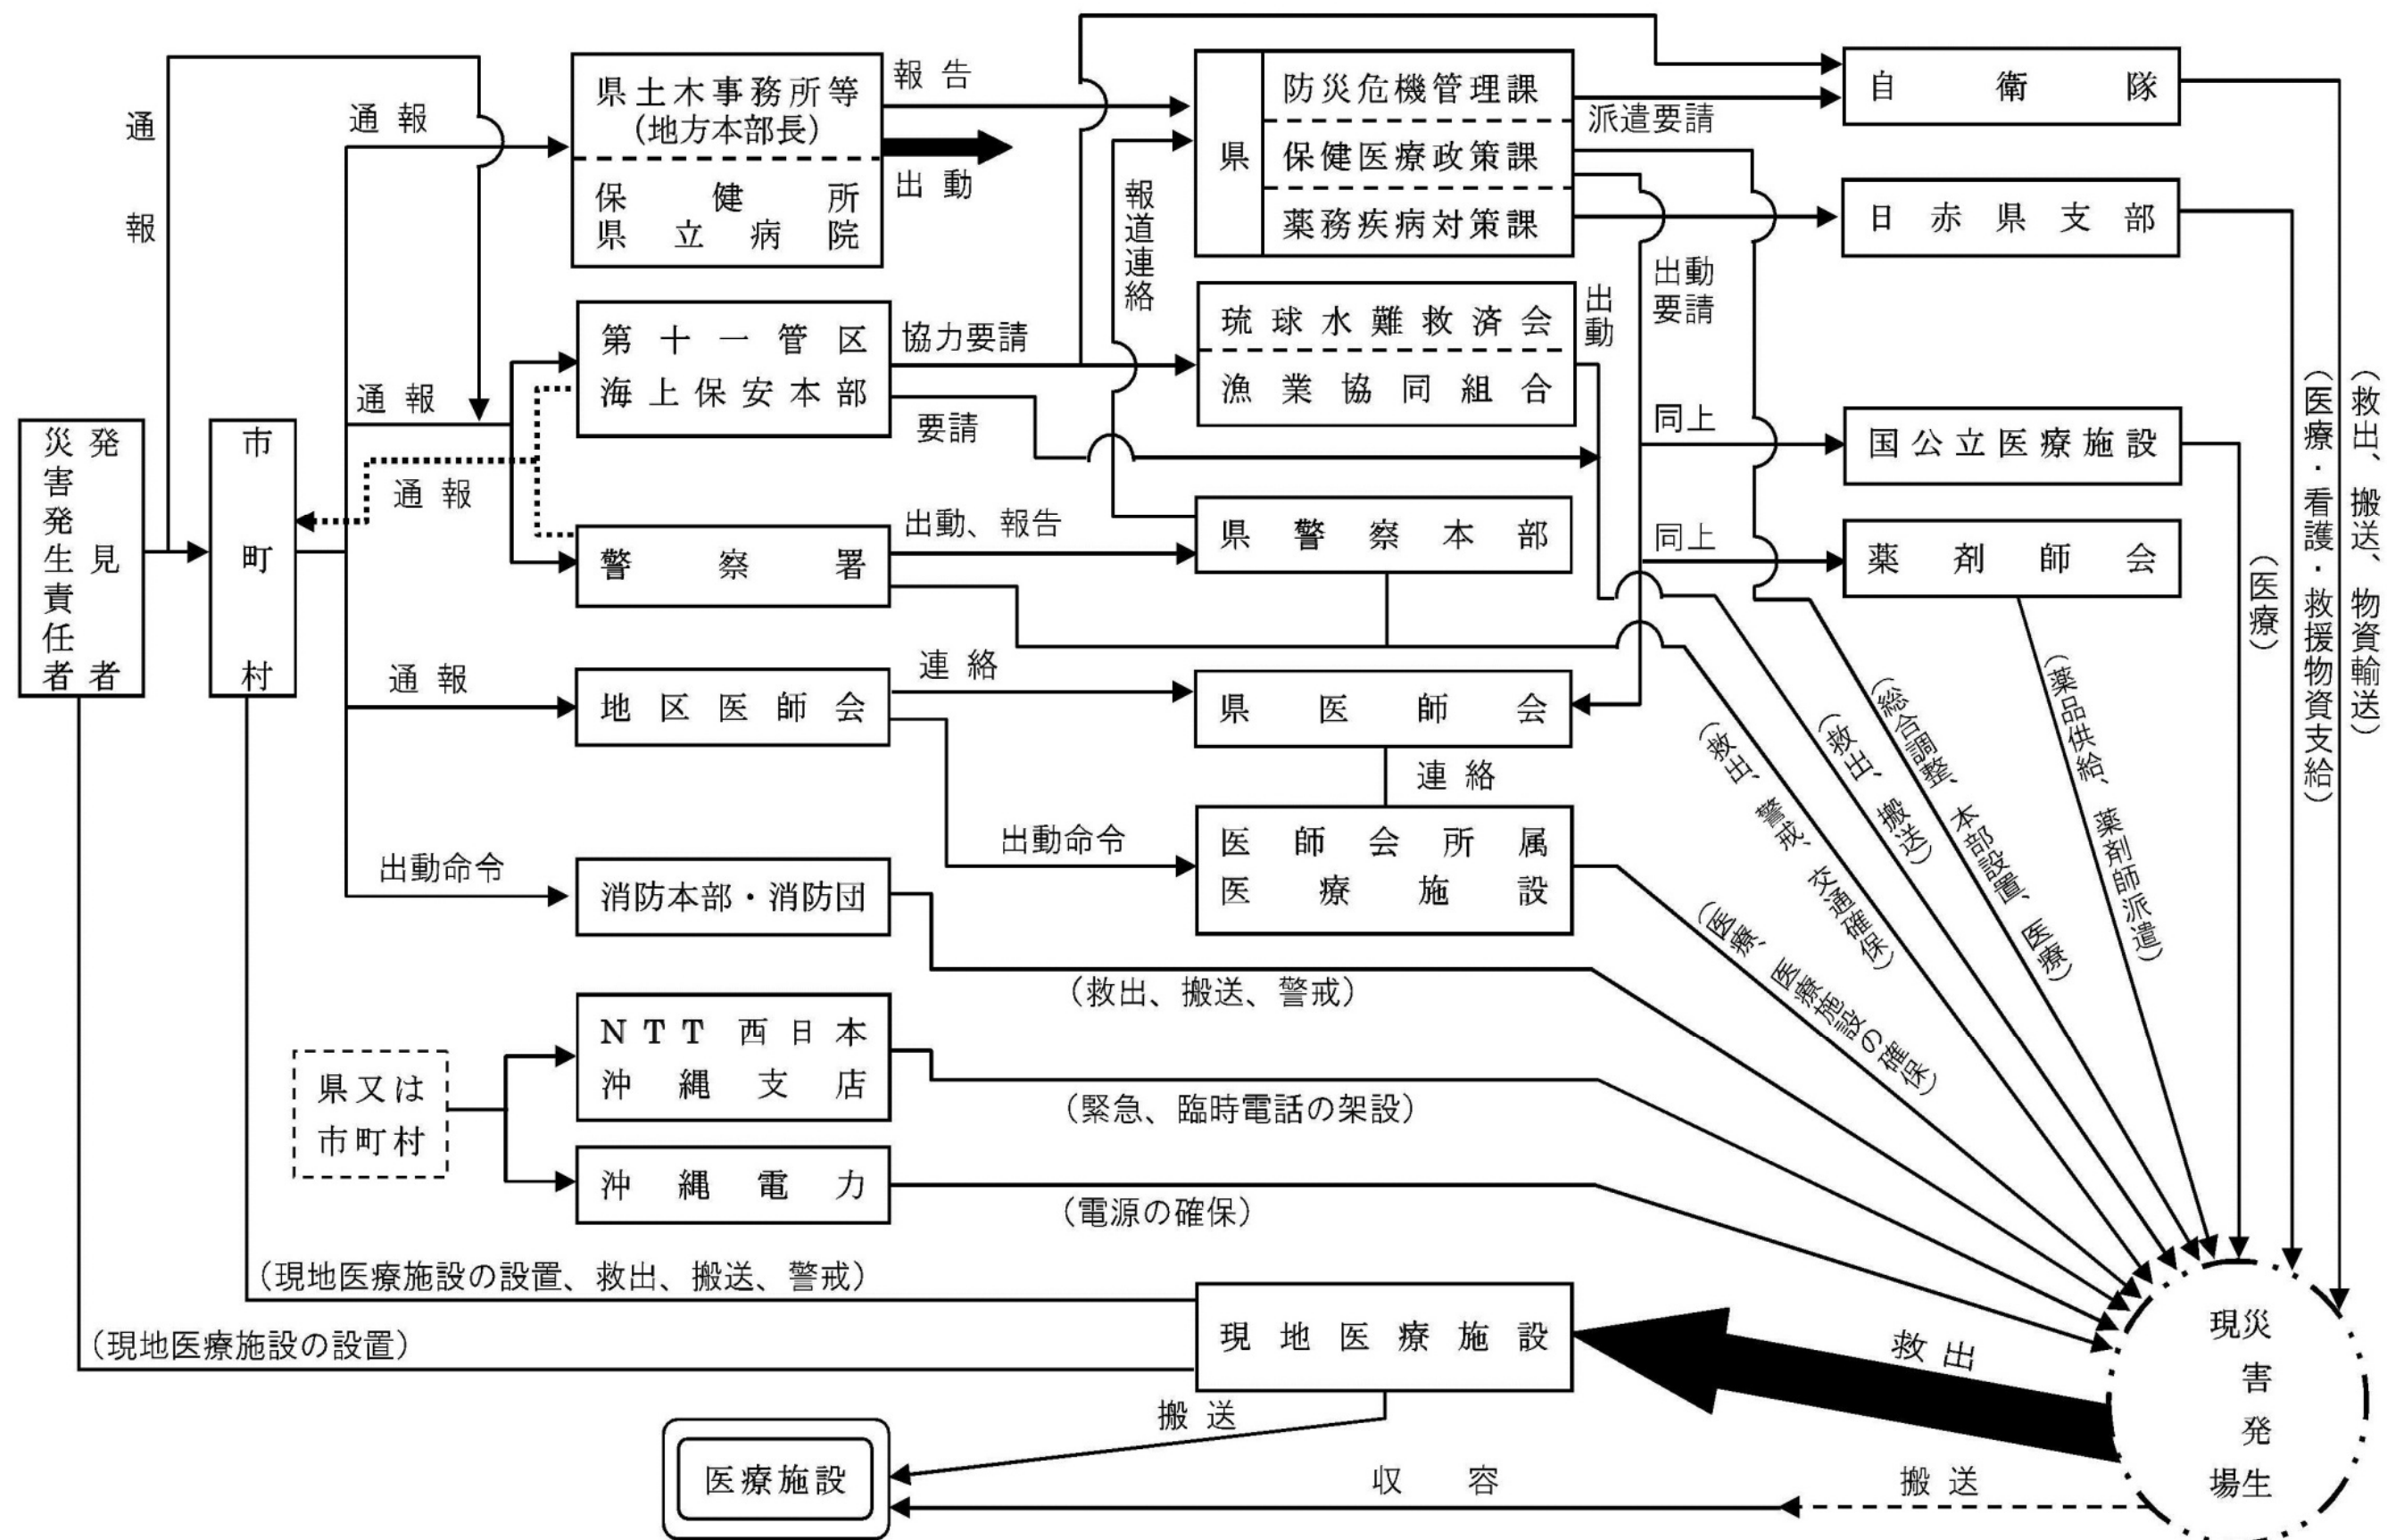 通報
災害発生責任者
発見者
市町村
通報
県土木事務所等
(地方本部長)
保健所
県立病院
報告
出動
県
防災危機管理課
保健医療政策課
薬務疾病対策課
派遣要請
自衛隊
日赤県支部
報道連絡
出動
要請
通報
第十一管区
海上保安本部
協力要請
要請
琉球水難救済会
漁業協同組合
出動
通報
同上
国公立医療施設
警察署
出動、報告
県警察本部
同上
薬剤師会
通報
地区医師会
連絡
県医師会
連絡
出動命令
医師会所属
医療施設
出動命令
消防本部・消防団
(救出、搬送、警戒)
県又は
市町村
NTT西日本
沖縄支店
(緊急、臨時電話の架設)
沖縄電力
(電源の確保)
(医療、医療施設の確保)
(救出、警戒、交通確保)
(救出、搬送)
(総合調整、本部設置、医療)
(薬品供給、薬剤師派遣)
(医療)
(医療・看護・救援物資支給)
(救出、搬送、物資輸送)
(現地医療施設の設置、救出、搬送、警戒)
(現地医療施設の設置)
現地医療施設
救出
災害発生
現場
搬送
医療施設
収容
搬送